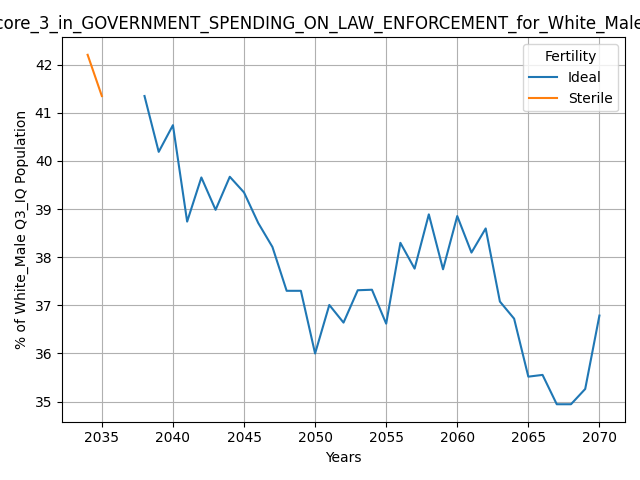 core_3_in_GOVERNMENT_SPENDING_ON_LAW_ENFORCEMENT_for_White_Male
Fertility
Ideal
Sterile
% of White_Male Q3_IQ Population
42
41
40
39
38
37
36
35
2035 2040 2045 2050 2055 2060 2065 2070
Years